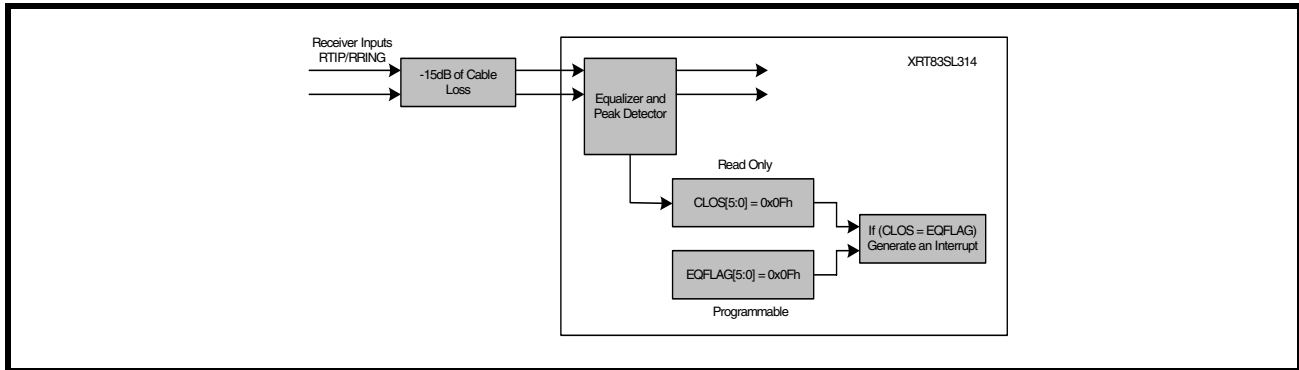 Receiver Inputs
RTIP/RRING
-15dB of Cable
Loss
XRT83SL314
Equalizer and
Peak Detector
Read Only
CLOS[5:0] = 0x0Fh
If (CLOS = EQFLAG)
Generate an Interrupt
EQFLAG[5:0] = 0x0Fh
Programmable